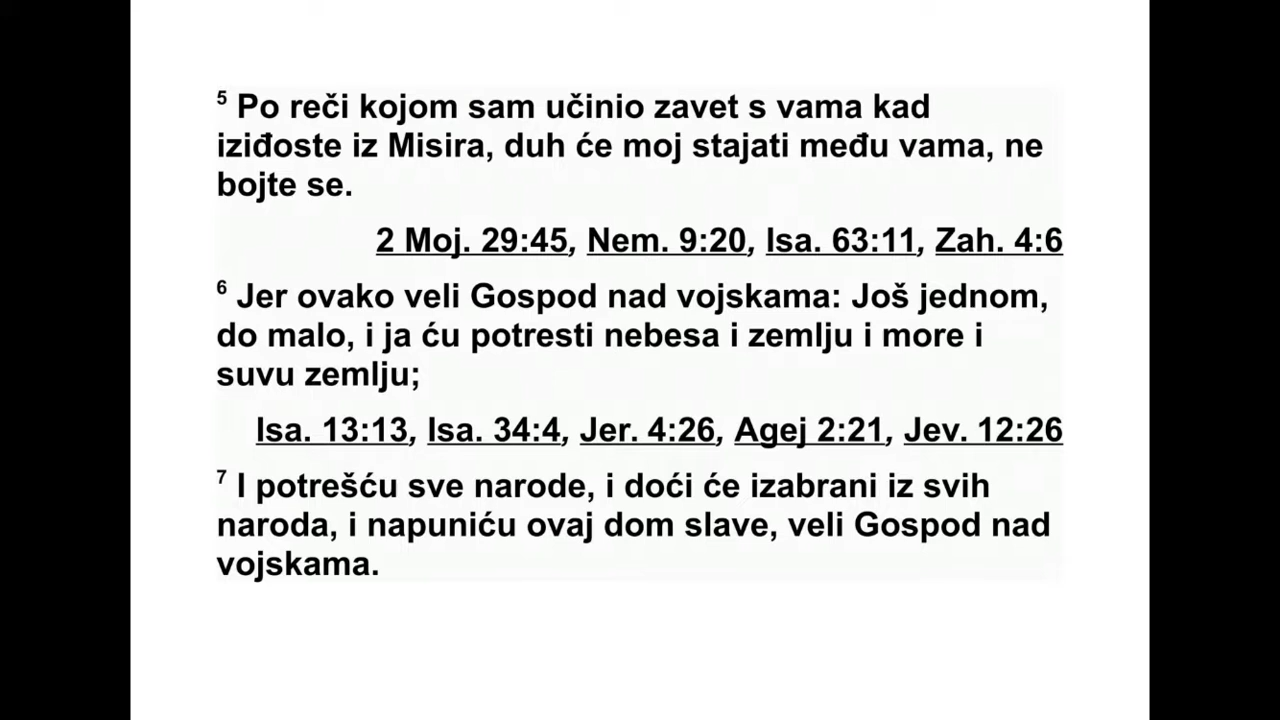 5 Po reči kojom sam učinio zavet s vama kad
iziđoste iz Misira, duh će moj stajati među vama, ne
bojte se.
2 Moj. 29:45, Nem. 9:20, Isa. 63:11, Zah. 4:6
6 Jer ovako veli Gospod nad vojskama: Još jednom,
do malo, i ja ću potresti nebesa i zemlju i more i
suvu zemlju;
Isa. 13:13, Isa. 34:4, Jer. 4:26, Agej 2:21, Jev. 12:26
7 I potrešću sve narode, i doći će izabrani iz svih
naroda, i napuniću ovaj dom slave, veli Gospod nad
vojskama.